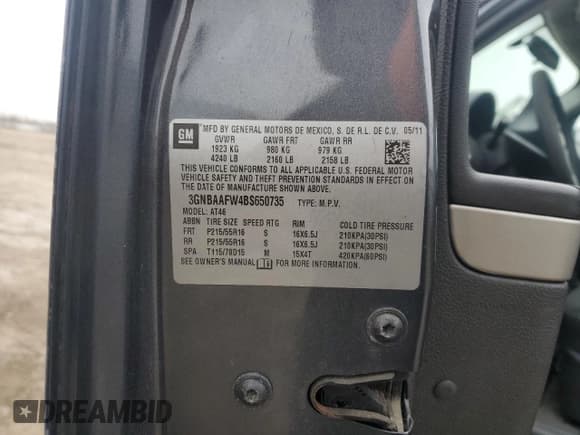 GM
MFD BY GENERAL MOTORS DE MEXICO, S. DE R.L. DE C.V. 05/11
GVWR GAWR FRT GAWR RR
1923 KG 980 KG 979 KG
4240 LB 2160 LB 2158 LB
THIS VEHICLE CONFORMS TO ALL APPLICABLE U.S. FEDERAL MOTOR
VEHICLE SAFETY AND THEFT PREVENTION STANDARDS
IN EFFECT ON THE DATE OF MANUFACTURE SHOWN ABOVE.
3GNBAAFW4BS650735 TYPE: M.P.V.
MODEL: AT46
ABBN TIRE SIZE SPEED RTG RIM COLD TIRE PRESSURE
FRT P215/55R16 S 16X6.5J 210KPA(30PSI)
RR P215/55R16 S 16X6.5J 210KPA(30PSI)
SPA T115/70D15 M 15X4T 420KPA(60PSI)
SEE OWNER'S MANUAL FOR MORE INFORMATION.
DREAMBID